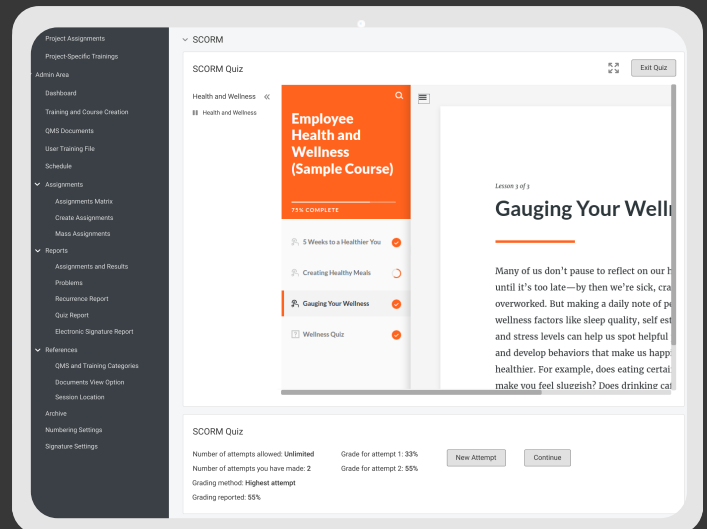 Project Assignments
Project-Specific Trainings
Admin Area
Dashboard
Training and Course Creation
QMS Documents
User Training File
Schedule
Assignments
Assignments Matrix
Create Assignments
Mass Assignments
Reports
Assignments and Results
Problems
Recurrence Report
Quiz Report
Electronic Signature Report
References
QMS and Training Categories
Documents View Option
Session Location
Archive
Numbering Settings
Signature Settings
SCORM
SCORM Quiz
Exit Quiz
Health and Wellness
Health and Wellness
Employee
Health and
Wellness
(Sample Course)
75% COMPLETE
5 Weeks to a Healthier You
Creating Healthy Meals
Gauging Your Wellness
Wellness Quiz
Lesson 3 of 3
Gauging Your
Many of us don't pause to reflect on our
until it's too late—by then we're sick,
overworked. But making a daily note of
wellness factors like sleep quality, self
and stress levels can help us spot helpful
and develop behaviors that make us
healthier. For example, does eating
make you feel sluggish? Does drinking
SCORM Quiz
Number of attempts allowed: Unlimited
Grade for attempt 1: 33%
New Attempt
Continue
Number of attempts you have made: 2
Grade for attempt 2: 55%
Grading method: Highest attempt
Grading reported: 55%